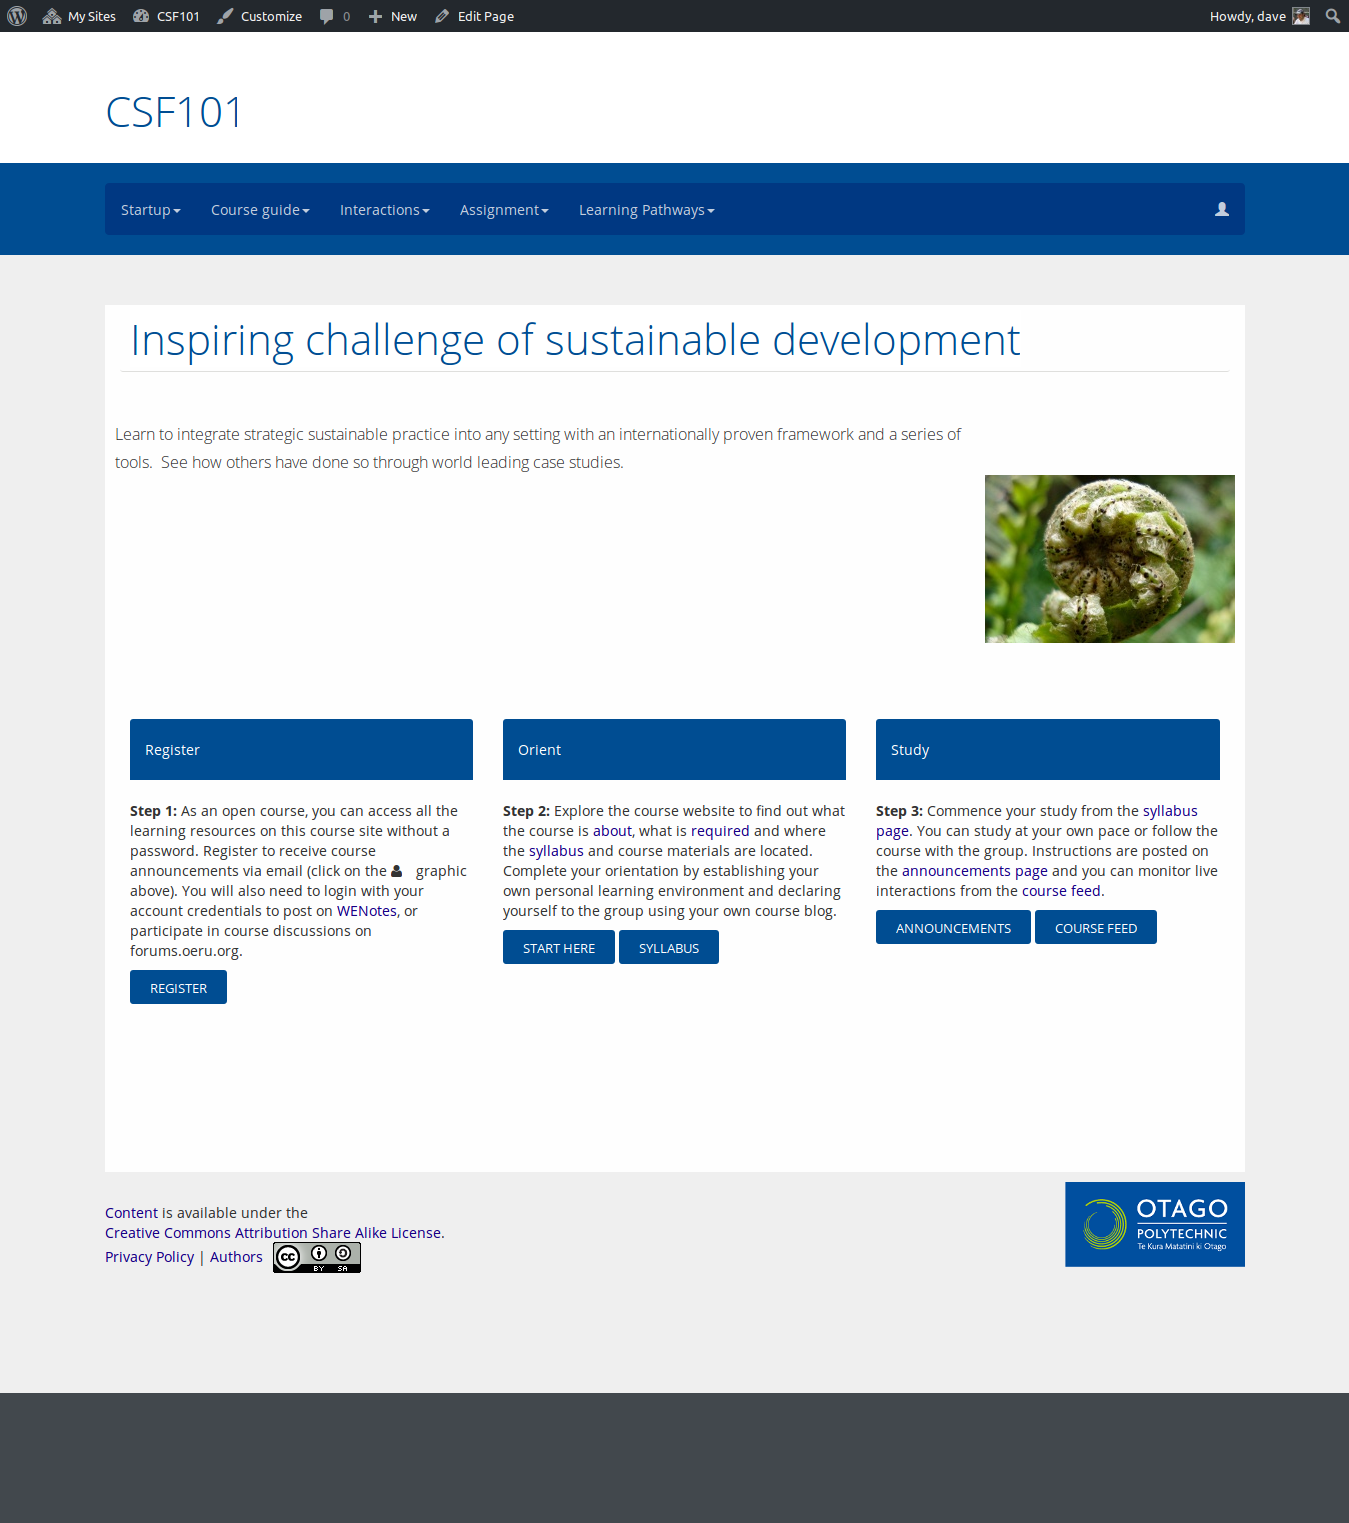 My Sites CSF101 Customize 0 New Edit Page Howdy, dave
CSF101
Startup Course guide Interactions Assignment Learning Pathways
Inspiring challenge of sustainable development
Learn to integrate strategic sustainable practice into any setting with an internationally proven framework and a series of
tools.  See how others have done so through world leading case studies.
Register
Step 1: As an open course, you can access all the
learning resources on this course site without a
password. Register to receive course
announcements via email (click on the graphic
above). You will also need to login with your
account credentials to post on WENotes, or
participate in course discussions on
forums.oeru.org.
REGISTER
Orient
Step 2: Explore the course website to find out what
the course is about, what is required and where
the syllabus and course materials are located.
Complete your orientation by establishing your
own personal learning environment and declaring
yourself to the group using your own course blog.
START HERE SYLLABUS
Study
Step 3: Commence your study from the syllabus
page. You can study at your own pace or follow the
course with the group. Instructions are posted on
the announcements page and you can monitor live
interactions from the course feed.
ANNOUNCEMENTS COURSE FEED
Content is available under the
Creative Commons Attribution Share Alike License.
Privacy Policy | Authors
cc
BY SA
OTAGO
POLYTECHNIC
Te Kura Matatini ki Otago